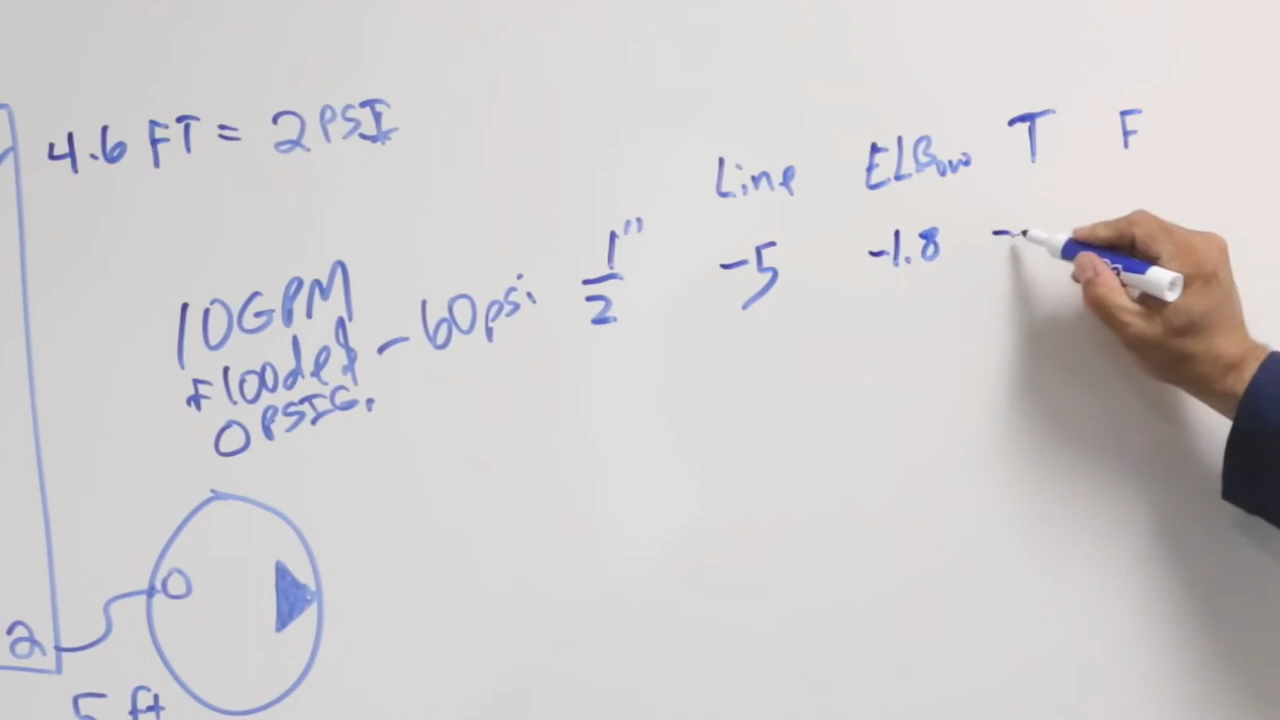 4.6 FT = 2 PSI
Line ELBow T F
1/2" -5 -1.8 -
10GPM - 60psi
flooded
0 PSIG.
0
2
5 ft